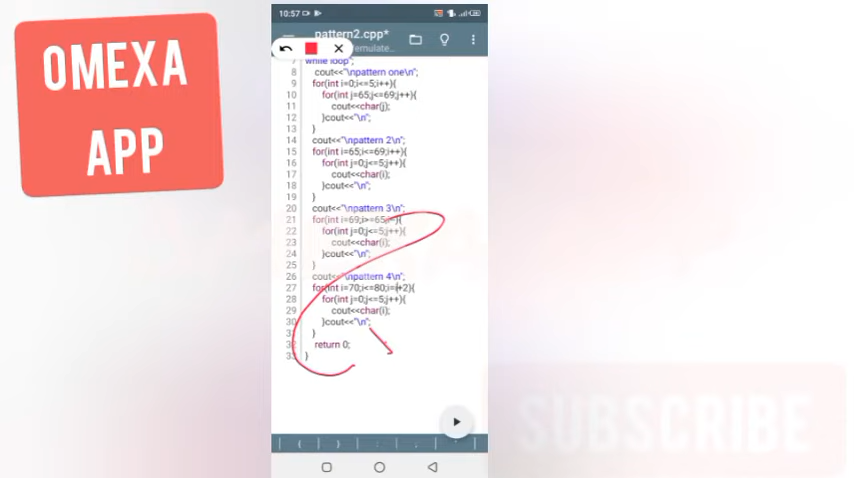 OMEXA
APP
10:57
pattern2.cpp*
/emulate...
7
while loop";
8 cout<<"\npattern one\n";
9 for(int i=0;i<=5;i++){
10 for(int j=65;j<=69;j++){
11 cout<<char(j);
12 }cout<<"\n";
13 }
14 cout<<"\npattern 2\n";
15 for(int i=65;i<=69;i++){
16 for(int j=0;j<=5;j++){
17 cout<<char(i);
18 }cout<<"\n";
19 }
20 cout<<"\npattern 3\n";
21 for(int i=69;i>=65;i--){
22 for(int j=0;j<=5;j++){
23 cout<<char(i);
24 }cout<<"\n";
25 }
26 cout<<"\npattern 4\n";
27 for(int i=70;i<=80;i=i+2){
28 for(int j=0;j<=5;j++){
29 cout<<char(i);
30 }cout<<"\n";
31 }
32 return 0;
33 }
SUBSCRIBE